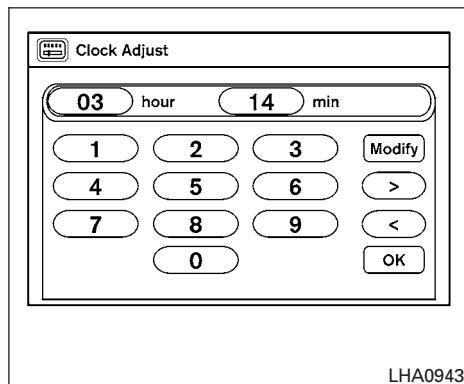 Clock Adjust
03 hour 14 min
1 2 3 Modify
4 5 6 >
7 8 9 <
0 OK
LHA0943